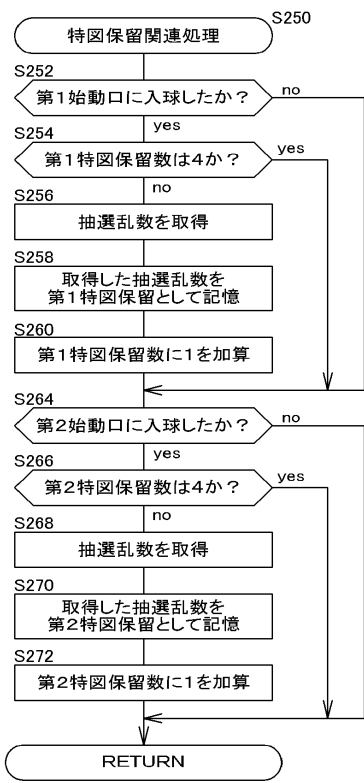 S250
特図保留関連処理
S252
第1始動口に入球したか?
no
yes
S254
第1特図保留数は4か?
yes
no
S256
抽選乱数を取得
S258
取得した抽選乱数を
第1特図保留として記憶
S260
第1特図保留数に1を加算
S264
第2始動口に入球したか?
no
yes
S266
第2特図保留数は4か?
yes
no
S268
抽選乱数を取得
S270
取得した抽選乱数を
第2特図保留として記憶
S272
第2特図保留数に1を加算
RETURN